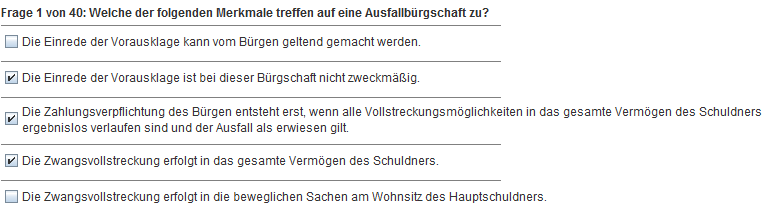 Frage 1 von 40: Welche der folgenden Merkmale treffen auf eine Ausfallbürgschaft zu?
Die Einrede der Vorausklage kann vom Bürgen geltend gemacht werden.
Die Einrede der Vorausklage ist bei dieser Bürgschaft nicht zweckmäßig.
Die Zahlungsverpflichtung des Bürgen entsteht erst, wenn alle Vollstreckungsmöglichkeiten in das gesamte Vermögen des Schuldners
ergebnislos verlaufen sind und der Ausfall als erwiesen gilt.
Die Zwangsvollstreckung erfolgt in das gesamte Vermögen des Schuldners.
Die Zwangsvollstreckung erfolgt in die beweglichen Sachen am Wohnsitz des Hauptschuldners.